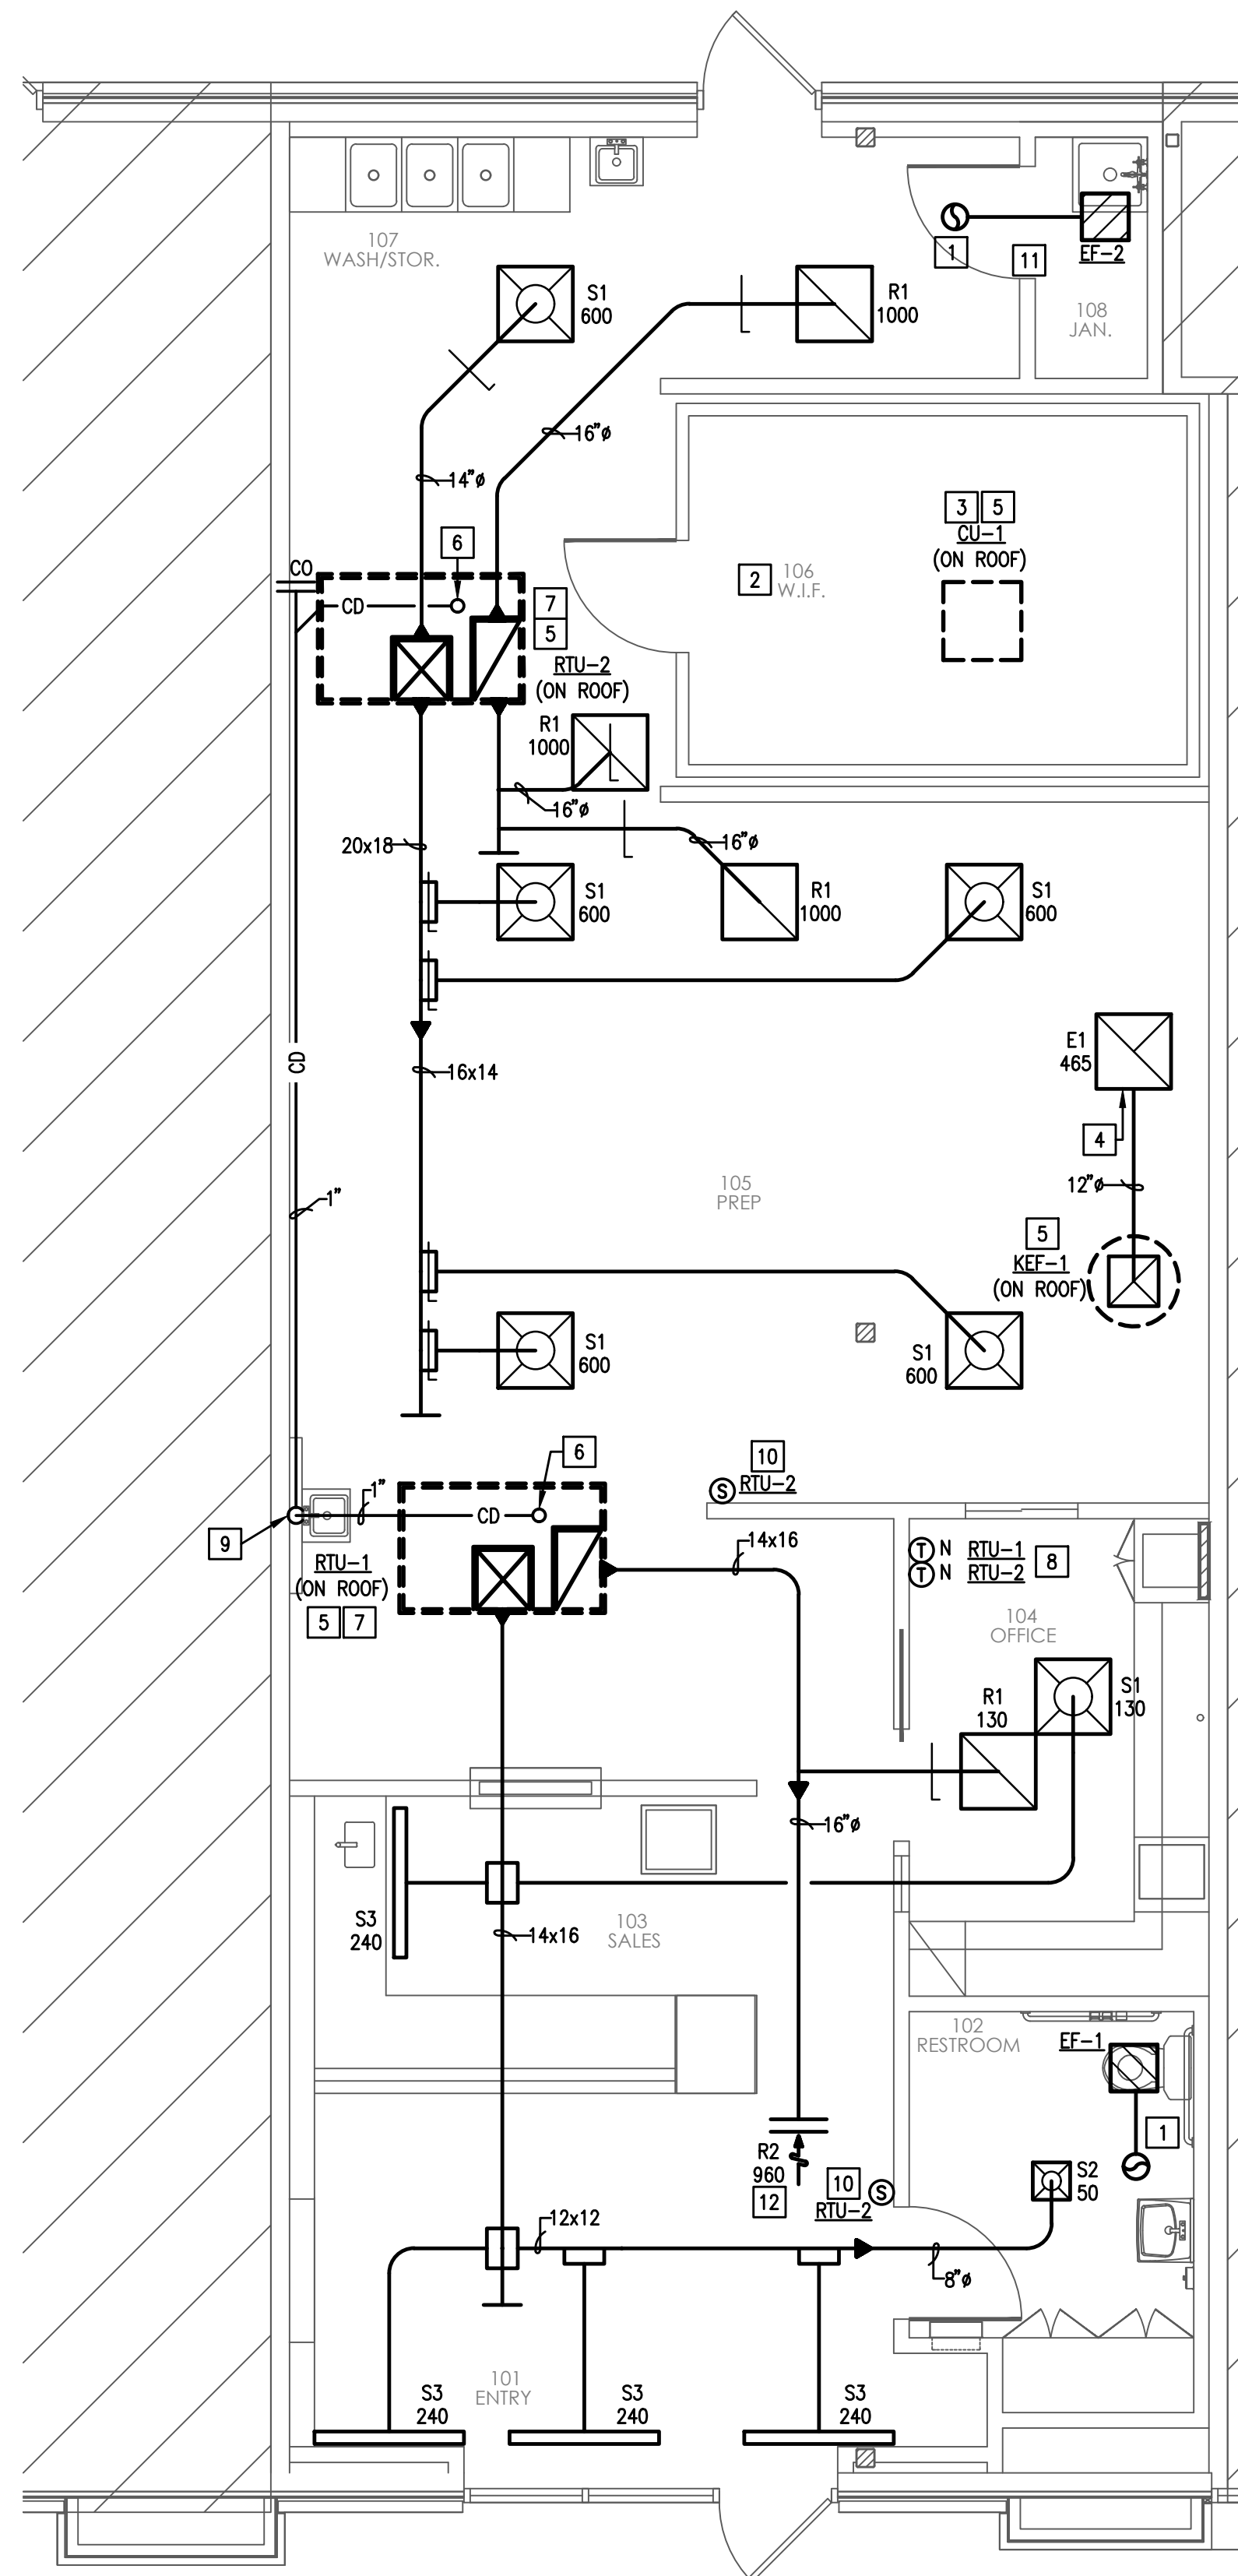 107
WASH/STOR.
S1
600
R1
1000
1
11
EF-2
108
JAN.
16"ø
14"ø
6
3 5
CU-1
(ON ROOF)
2
106
W.I.F.
CO
CD
7
5
RTU-2
(ON ROOF)
R1
1000
16"ø
20x18
16"ø
S1
600
R1
1000
S1
600
E1
465
CD
16x14
4
105
PREP
12"ø
1"
5
KEF-1
(ON ROOF)
S1
600
S1
600
6
10
S RTU-2
1"
CD
9
14x16
RTU-1
(ON ROOF)
5 7
T N RTU-1
T N RTU-2
8
104
OFFICE
S1
130
R1
130
16"ø
S3
240
103
SALES
14x16
102
RESTROOM
EF-1
1
R2
960
12
10
S
RTU-2
S2
50
12x12
8"ø
101
ENTRY
S3
240
S3
240
S3
240